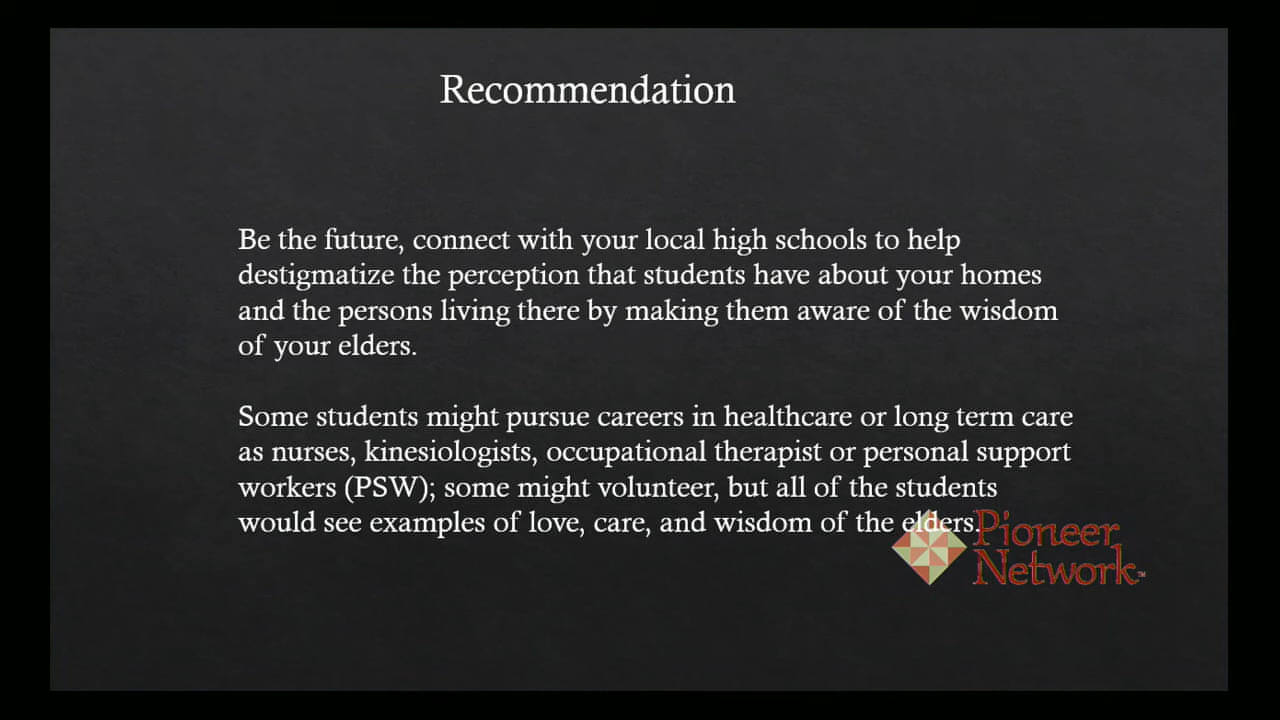 Recommendation
Be the future, connect with your local high schools to help
destigmatize the perception that students have about your homes
and the persons living there by making them aware of the wisdom
of your elders.
Some students might pursue careers in healthcare or long term care
as nurses, kinesiologists, occupational therapist or personal support
workers (PSW); some might volunteer, but all of the students
would see examples of love, care, and wisdom of the elders.
Pioneer
Network™